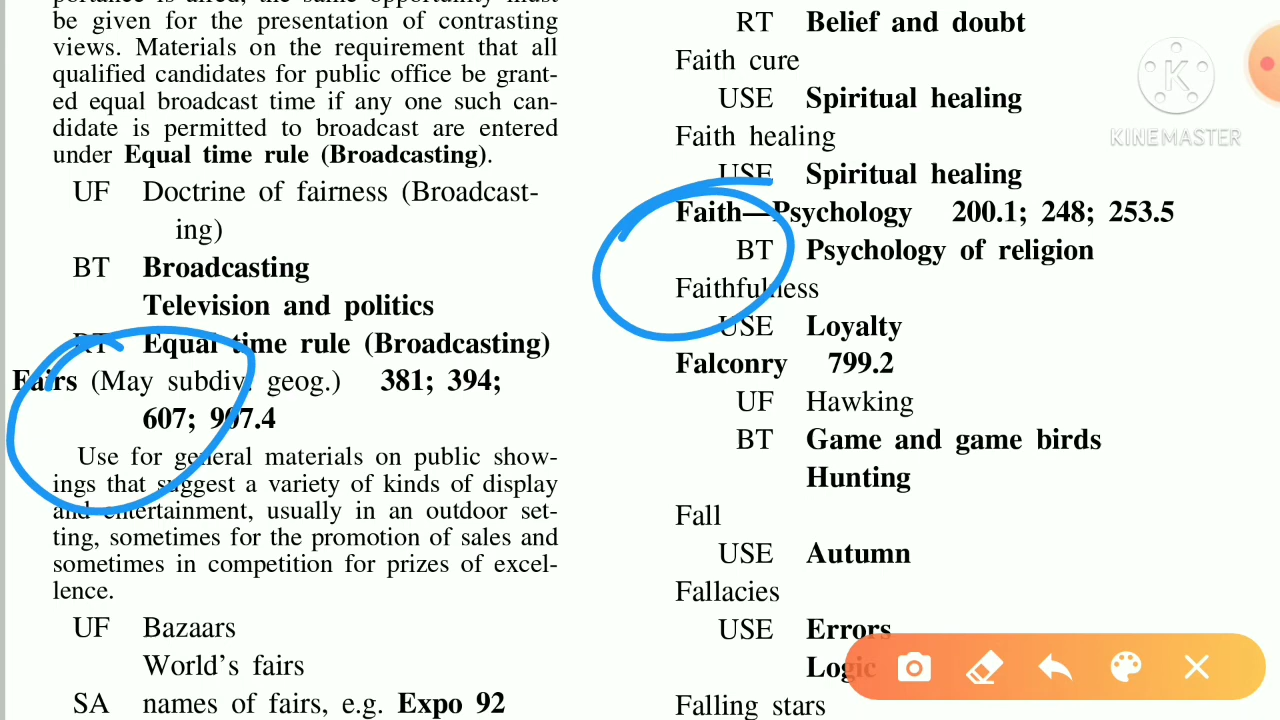 portance is aired, the same opportunity must
be given for the presentation of contrasting
views. Materials on the requirement that all
qualified candidates for public office be grant-
ed equal broadcast time if any one such can-
didate is permitted to broadcast are entered
under Equal time rule (Broadcasting).
UF Doctrine of fairness (Broadcast-
ing)
BT Broadcasting
Television and politics
RT Equal time rule (Broadcasting)
Fairs (May subdiv. geog.) 381; 394;
607; 907.4
Use for general materials on public show-
ings that suggest a variety of kinds of display
and entertainment, usually in an outdoor set-
ting, sometimes for the promotion of sales and
sometimes in competition for prizes of excel-
lence.
UF Bazaars
World's fairs
SA names of fairs, e.g. Expo 92
RT Belief and doubt
Faith cure
USE Spiritual healing
Faith healing
USE Spiritual healing
Faith—Psychology 200.1; 248; 253.5
BT Psychology of religion
Faithfulness
USE Loyalty
Falconry 799.2
UF Hawking
BT Game and game birds
Hunting
Fall
USE Autumn
Fallacies
USE Errors
Logic
Falling stars
K
KINEMASTER